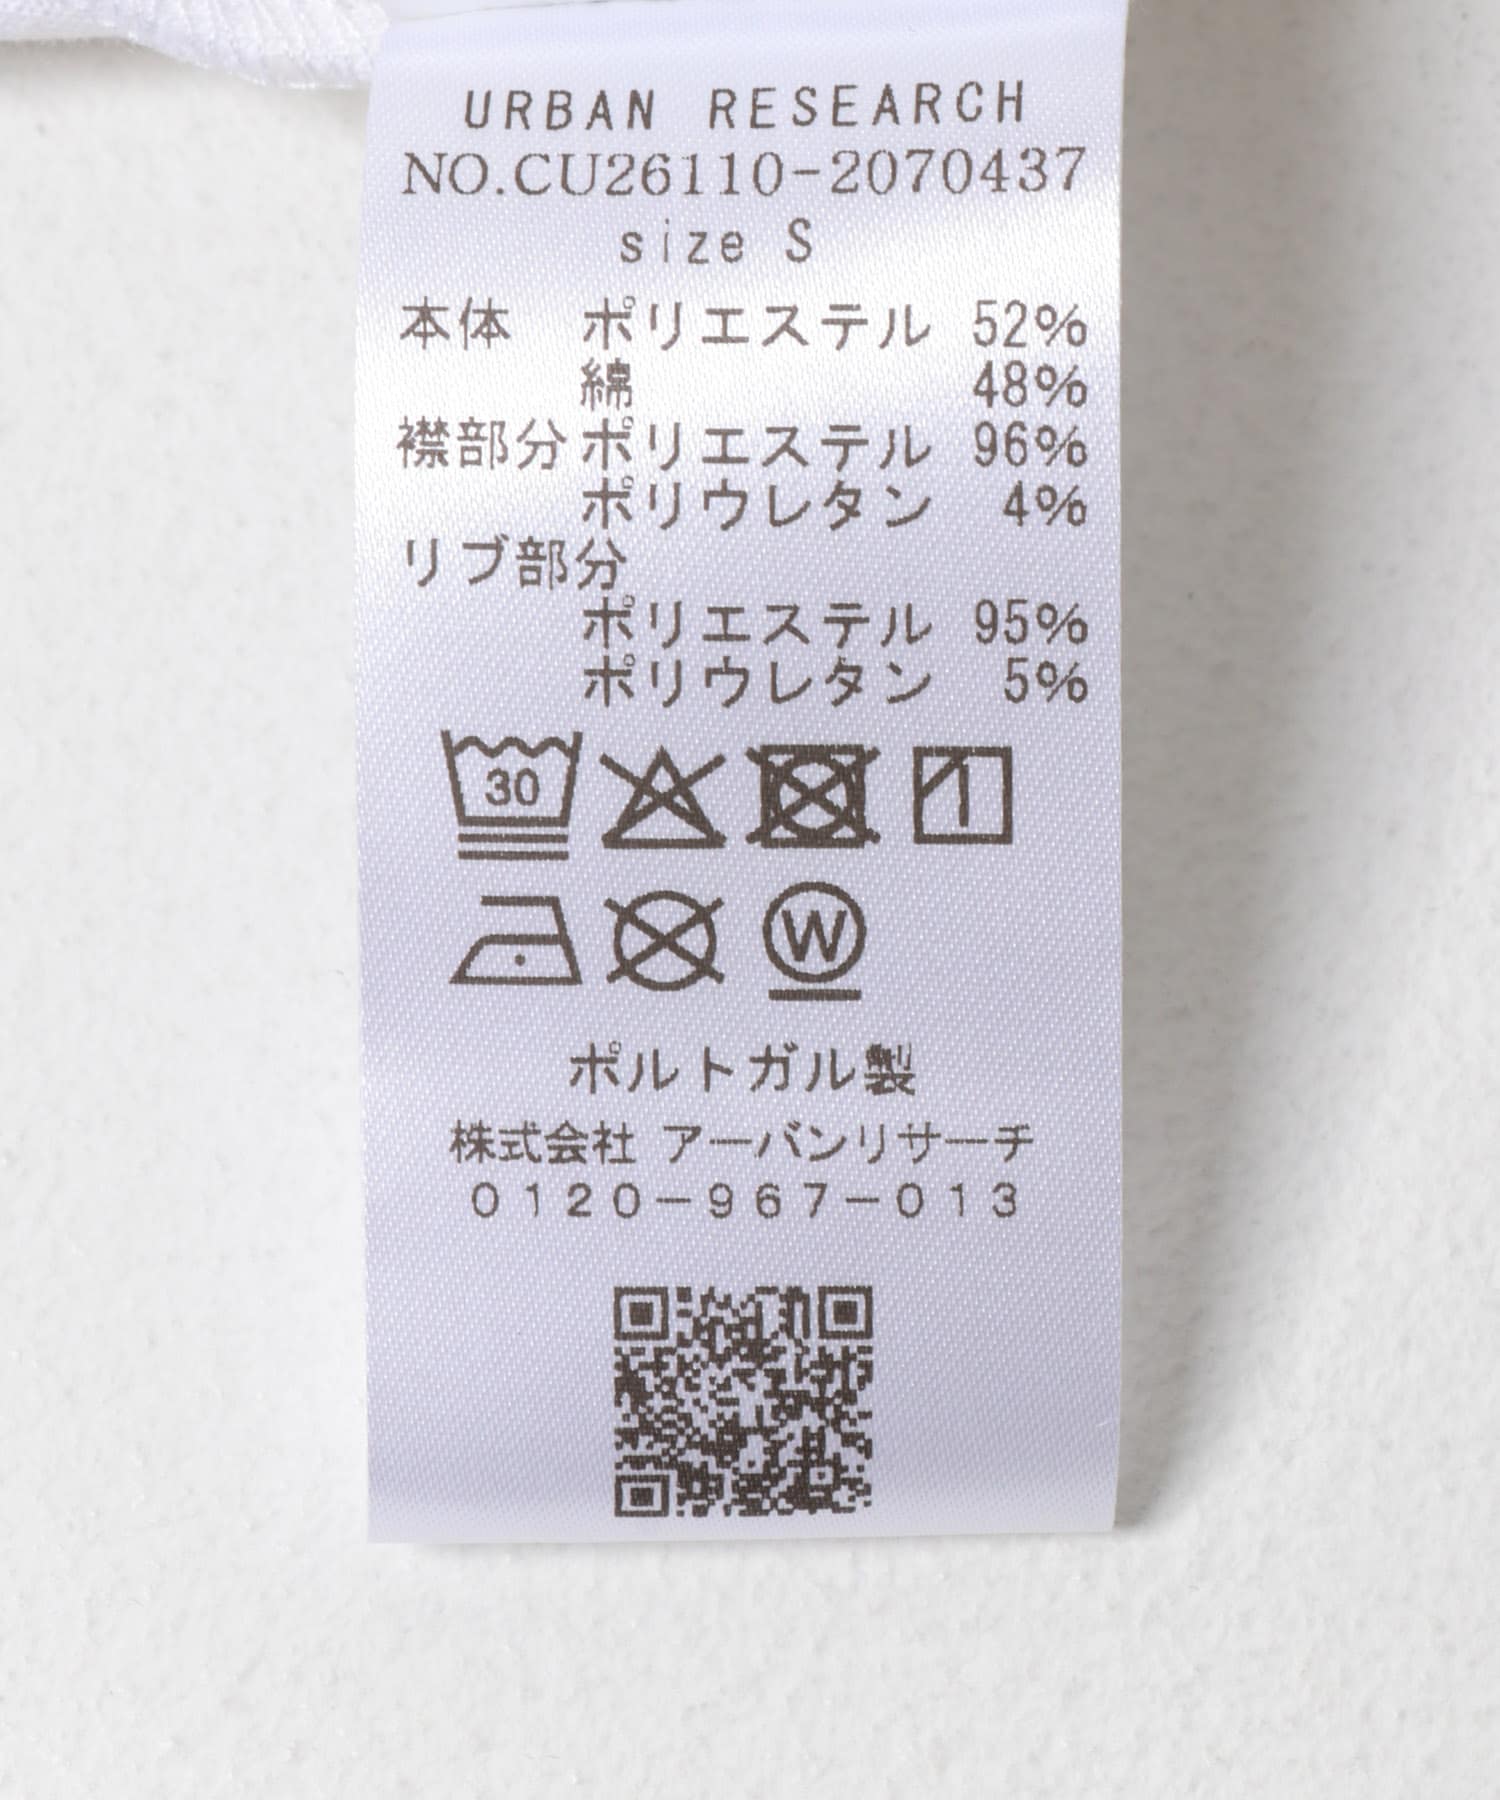 URBAN RESEARCH
NO.CU26110-2070437
size S
本体 ポリエステル 52%
綿 48%
襟部分 ポリエステル 96%
ポリウレタン 4%
リブ部分
ポリエステル 95%
ポリウレタン 5%
30
W
ポルトガル製
株式会社 アーバンリサーチ
0120-967-013